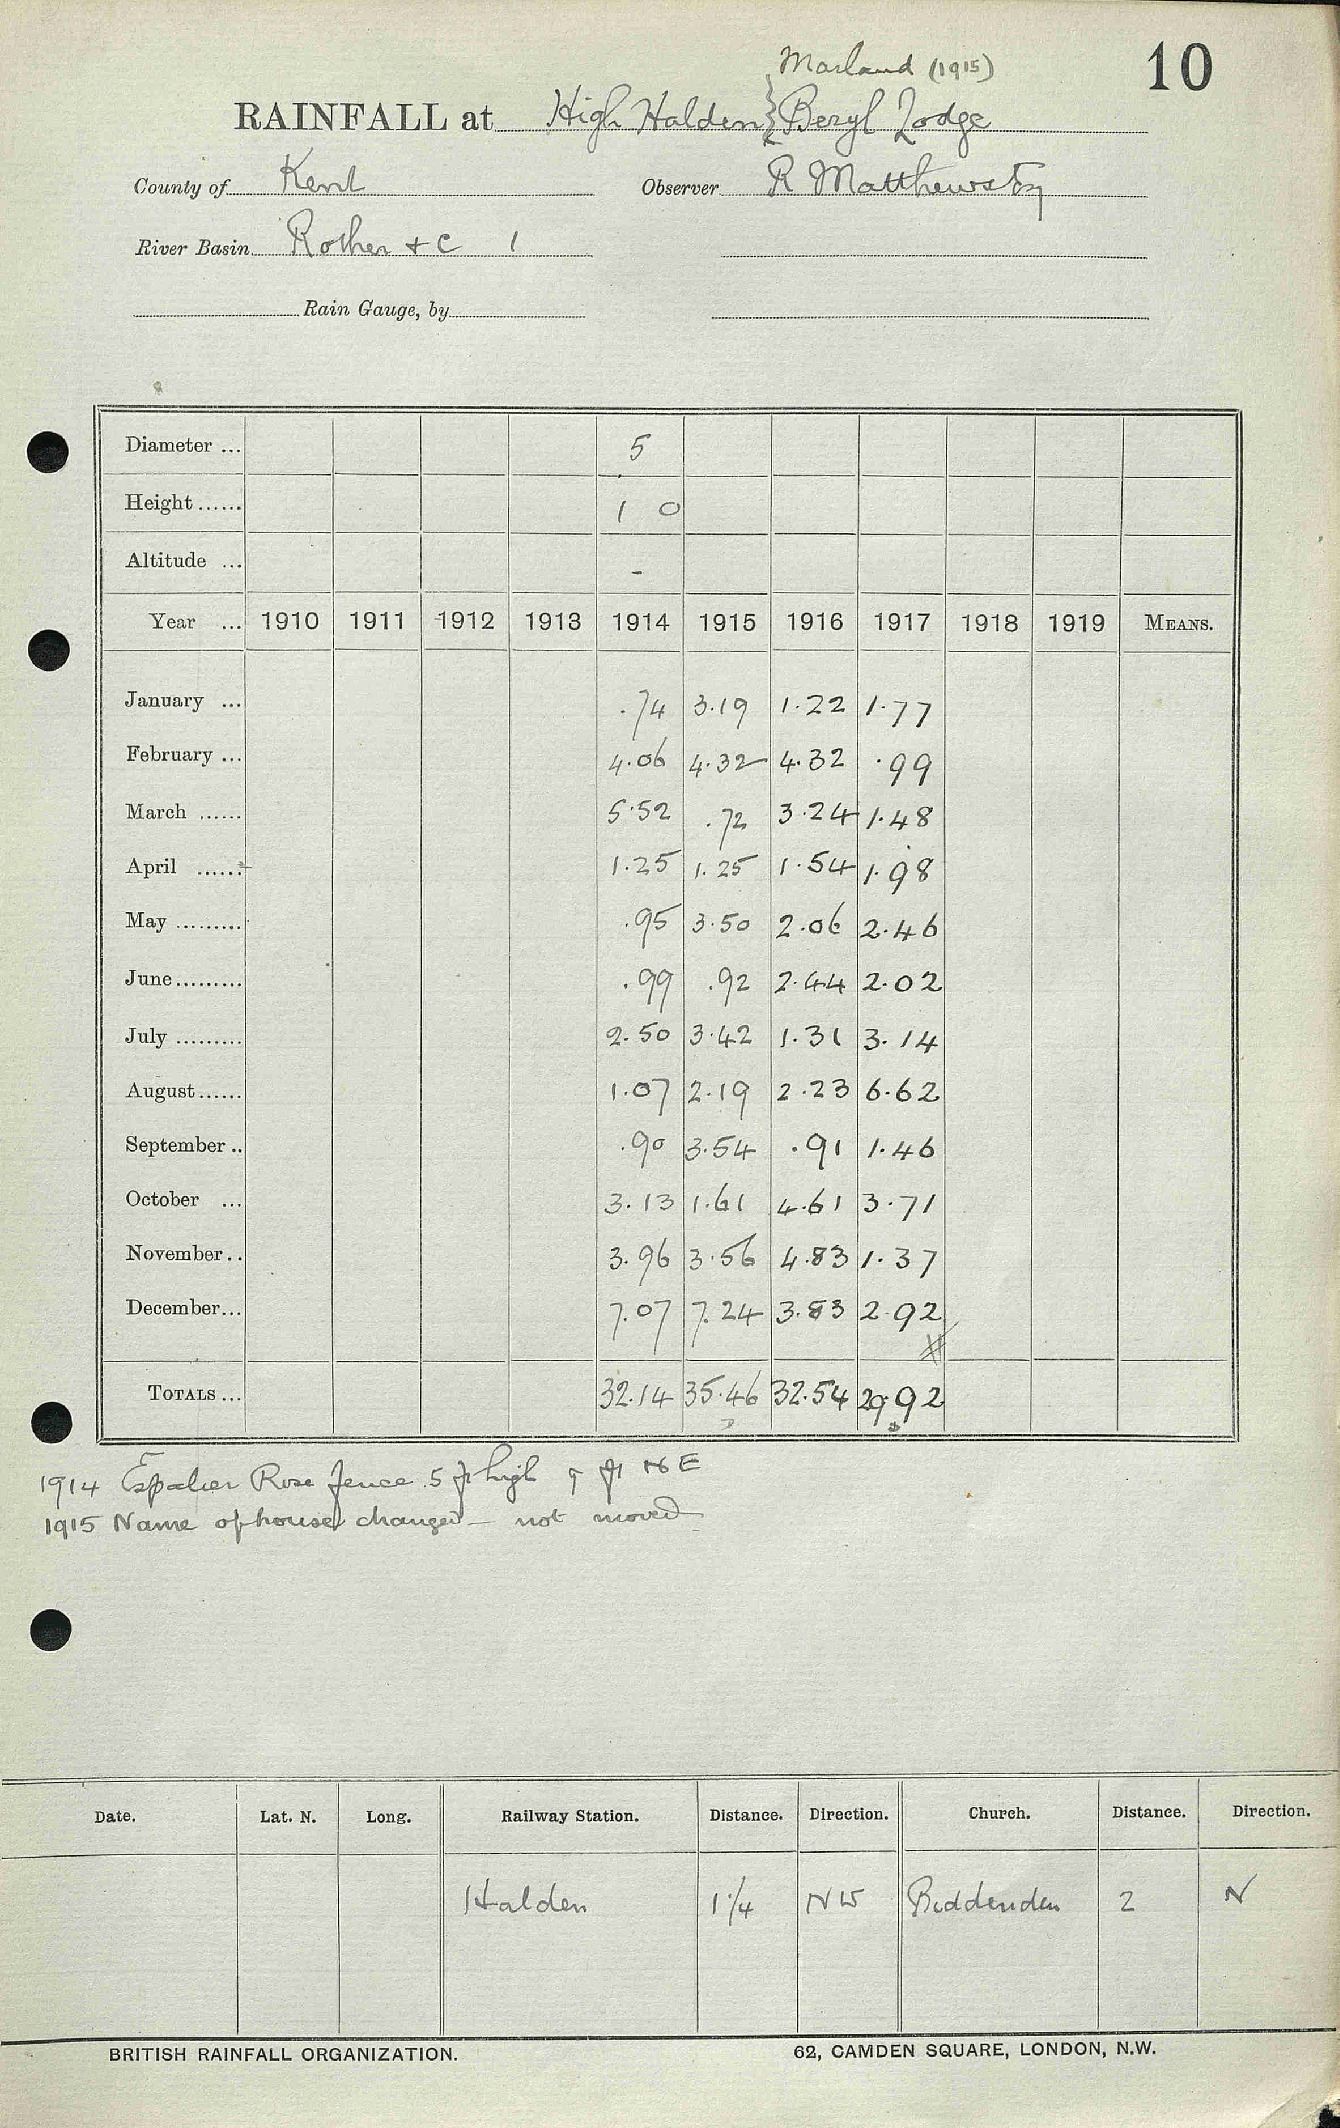 10
Marland (1915)
RAINFALL at High Halden { Beryl Lodge
County of Kent Observer R Matthews Esq
River Basin Rother + C 1
Rain Gauge, by
Diameter ... 5
Height ...... 1 0
Altitude ... -
Year ... 1910 1911 1912 1913 1914 1915 1916 1917 1918 1919 MEANS.
January ... .74 3.19 1.22 1.77
February ... 4.06 4.32 4.32 .99
March ...... 5.52 .72 3.24 1.48
April ...... 1.25 1.25 1.54 1.98
May ......... .95 3.50 2.06 2.46
June ......... .99 .92 2.44 2.02
July ......... 2.50 3.42 1.31 3.14
August ...... 1.07 2.19 2.23 6.62
September .. .90 3.54 .91 1.46
October ... 3.13 1.61 4.61 3.71
November .. 3.96 3.56 4.83 1.37
December ... 7.07 7.24 3.83 2.92
TOTALS ... 32.14 35.46 32.54 29.92
1914 Espalier Rose fence 5 ft high 9 ft NE
1915 Name of house changed - not moved
Date. Lat. N. Long. Railway Station. Distance. Direction. Church. Distance. Direction.
Halden 1 1/4 NW Biddenden 2 N
BRITISH RAINFALL ORGANIZATION. 62, CAMDEN SQUARE, LONDON, N.W.